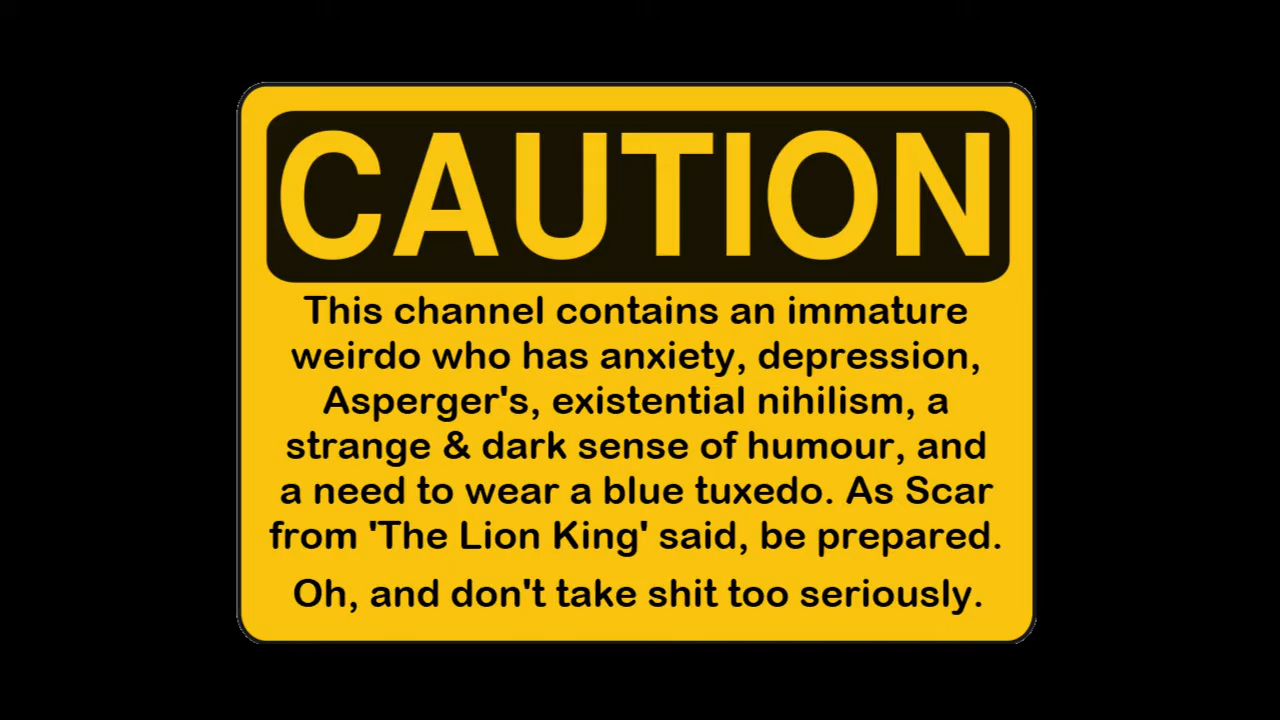 CAUTION
This channel contains an immature
weirdo who has anxiety, depression,
Asperger's, existential nihilism, a
strange & dark sense of humour, and
a need to wear a blue tuxedo. As Scar
from 'The Lion King' said, be prepared.
Oh, and don't take shit too seriously.